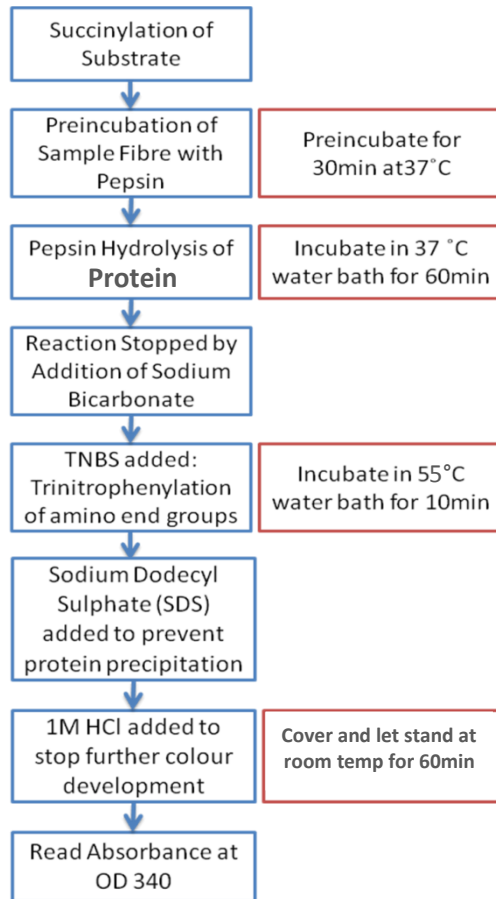 Succinylation of
Substrate
Preincubation of
Sample Fibre with
Pepsin
Preincubate for
30min at37˚C
Pepsin Hydrolysis of
Protein
Incubate in 37 ˚C
water bath for 60min
Reaction Stopped by
Addition of Sodium
Bicarbonate
TNBS added:
Trinitrophenylation
of amino end groups
Incubate in 55°C
water bath for 10min
Sodium Dodecyl
Sulphate (SDS)
added to prevent
protein precipitation
1M HCl added to
stop further colour
development
Cover and let stand at
room temp for 60min
Read Absorbance at
OD 340